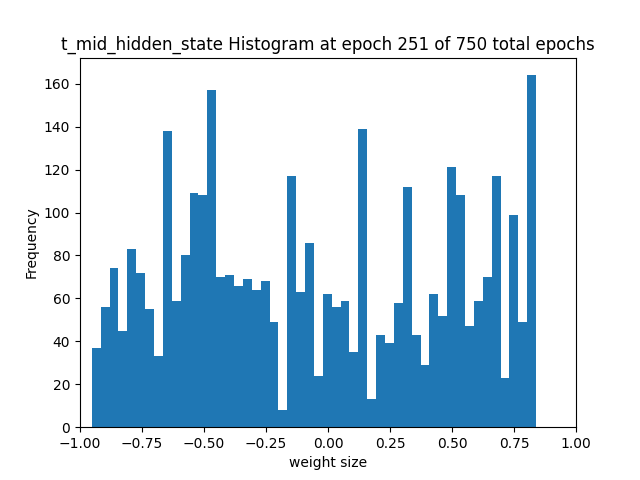 t_mid_hidden_state Histogram at epoch 251 of 750 total epochs
160
140
120
100
80
60
40
20
0
Frequency
−1.00 −0.75 −0.50 −0.25 0.00 0.25 0.50 0.75 1.00
weight size